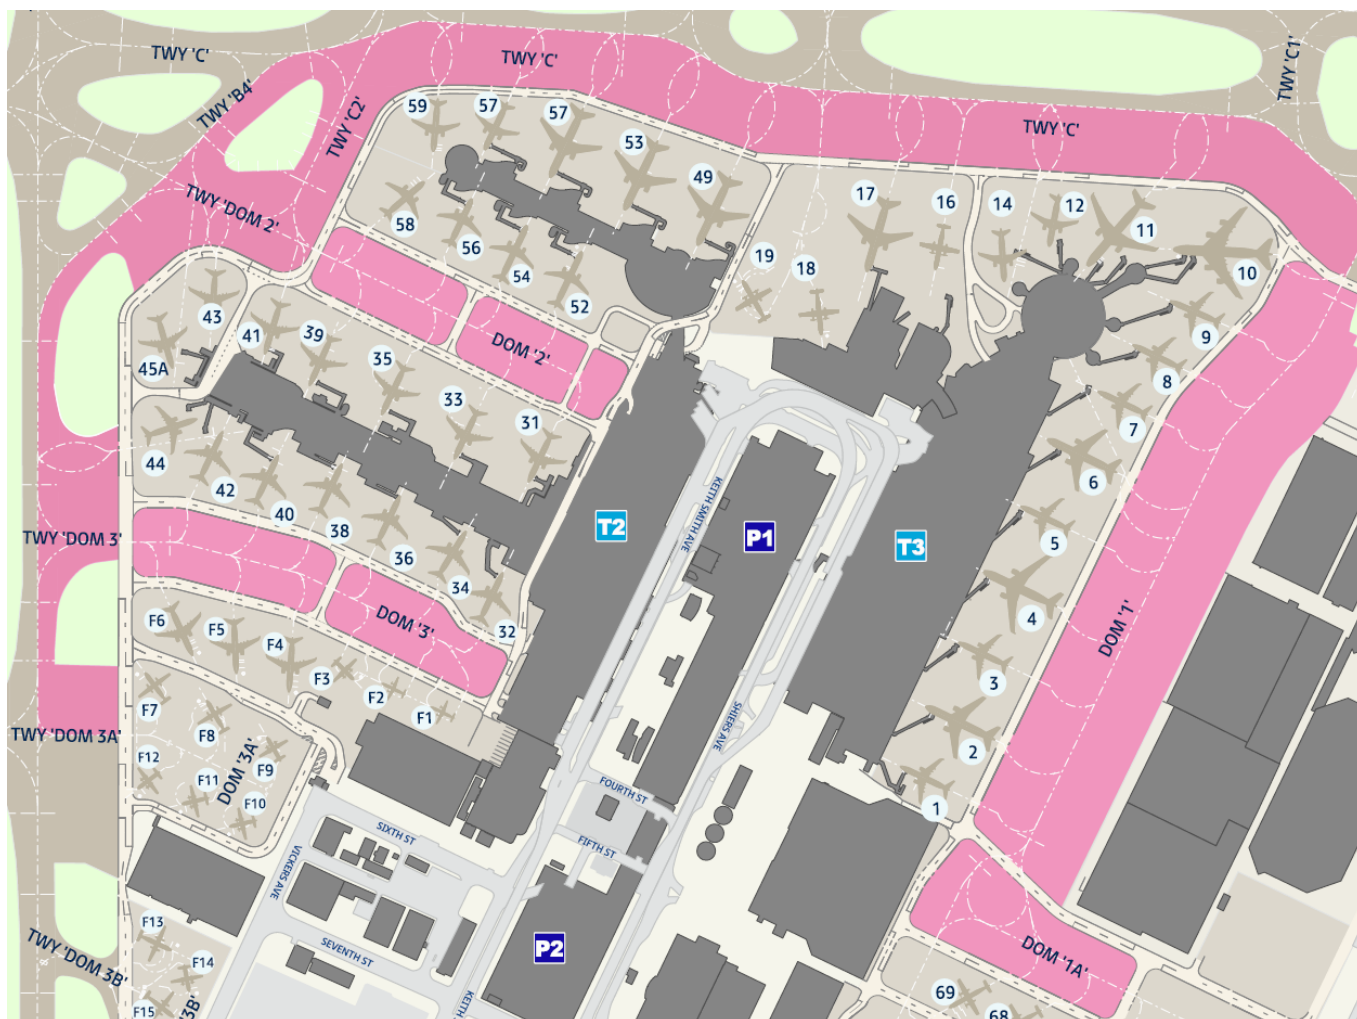 TWY 'C'
TWY 'C'
TWY 'C1'
TWY 'B4'
TWY 'C2'
TWY 'C'
59
57
57
53
49
58
56
54
52
TWY 'DOM 2'
17
16
14
12
11
10
19
18
9
8
7
6
5
4
3
2
1
43
41
39
45A
35
33
31
DOM '2'
44
42
40
38
36
34
32
T2
P1
T3
KEITH SMITH AVE
TWY 'DOM 3'
DOM '3'
DOM '1'
F6
F5
F4
F3
F2
F1
F7
F8
F9
F12
F11
F10
DOM '3A'
TWY 'DOM 3A'
SHIERS AVE
FOURTH ST
FIFTH ST
SIXTH ST
VICKERS AVE
SEVENTH ST
P2
KEITH
F13
F14
F15
TWY 'DOM 3B'
'3B'
DOM '1A'
69
68